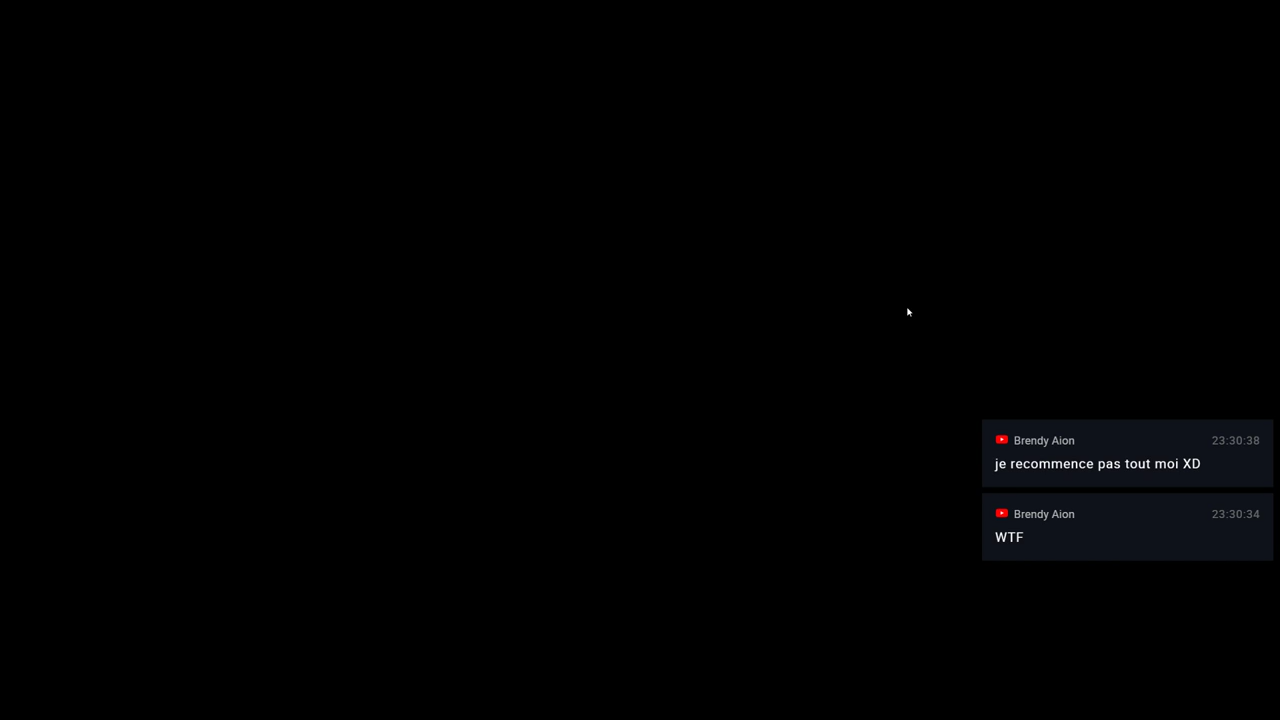 Brendy Aion 23:30:38
je recommence pas tout moi XD
Brendy Aion 23:30:34
WTF